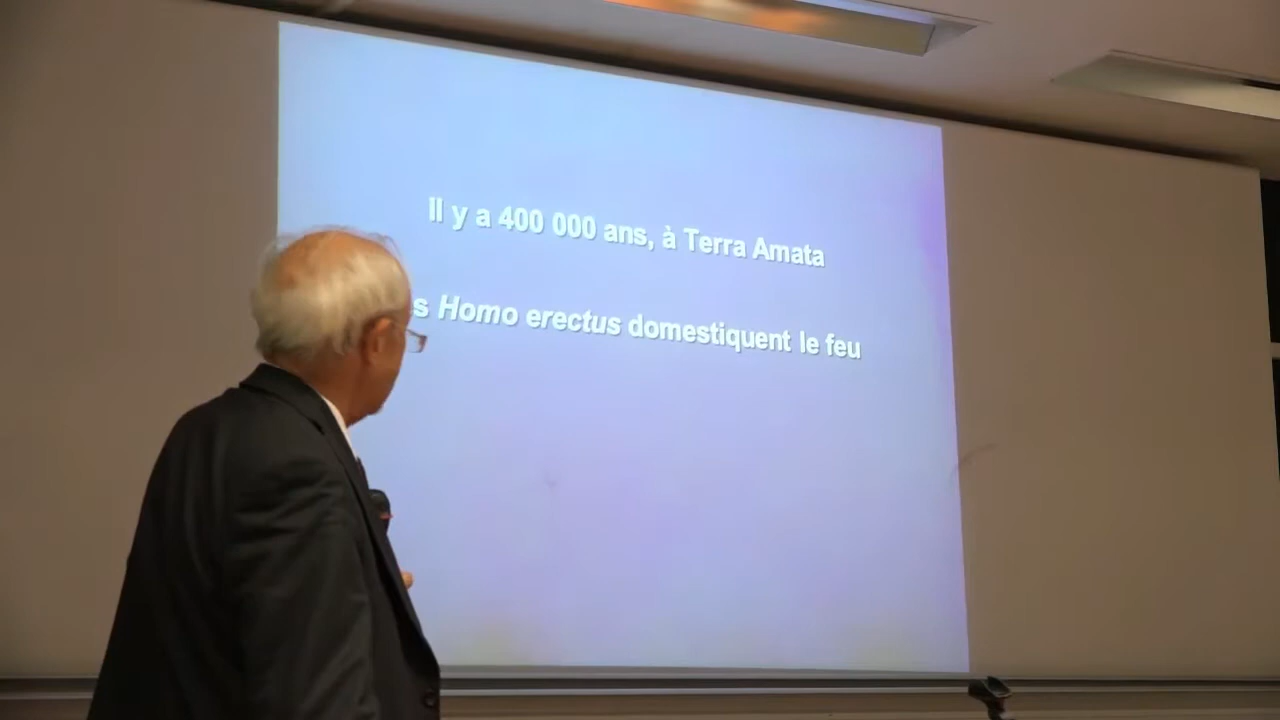 Il y a 400 000 ans, à Terra Amata
s Homo erectus domestiquent le feu